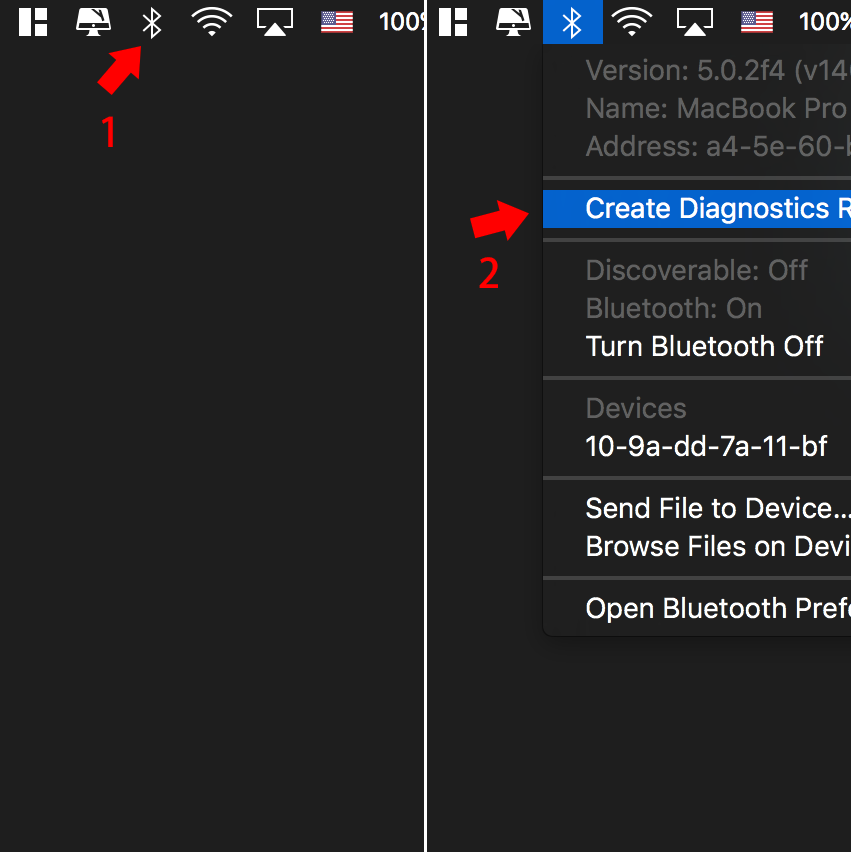 100%
1
100%
Version: 5.0.2f4 (v14
Name: MacBook Pro
Address: a4-5e-60-
Create Diagnostics R
2
Discoverable: Off
Bluetooth: On
Turn Bluetooth Off
Devices
10-9a-dd-7a-11-bf
Send File to Device...
Browse Files on Devi
Open Bluetooth Pref